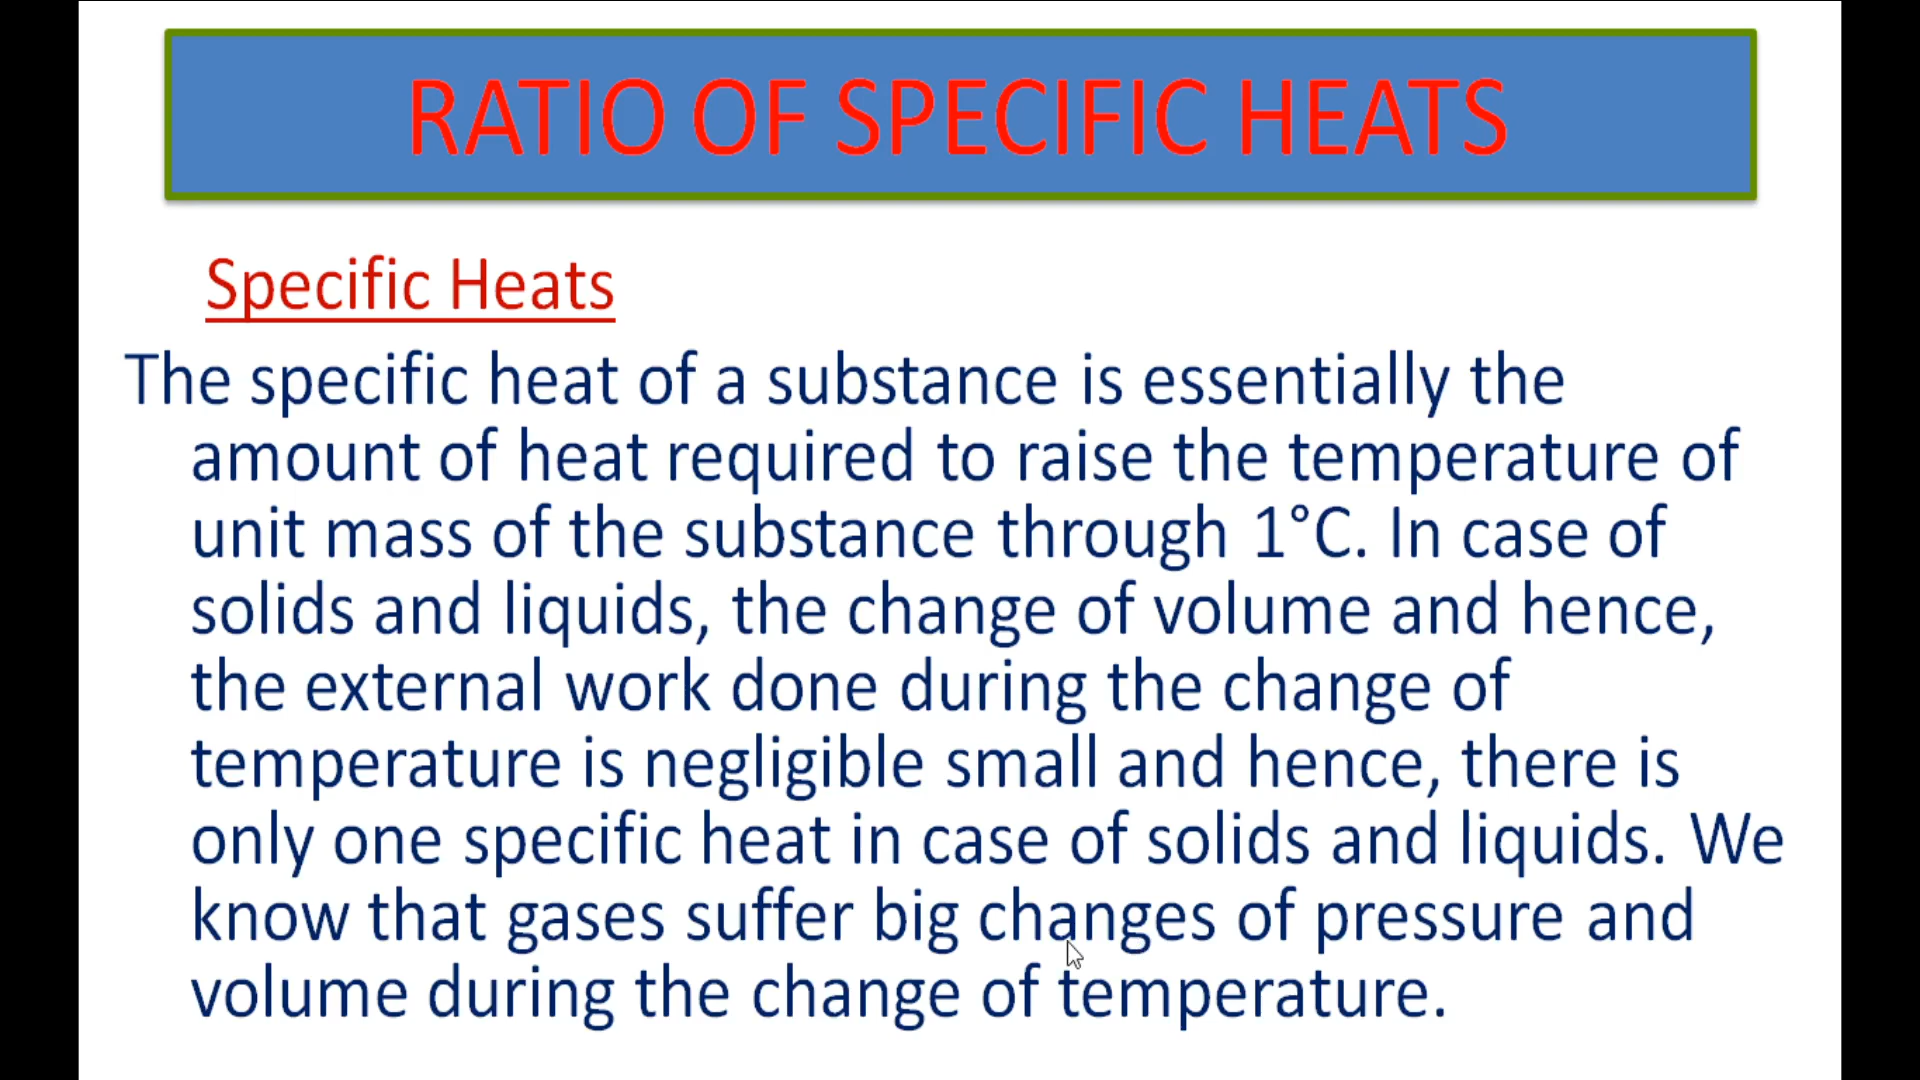 RATIO OF SPECIFIC HEATS
Specific Heats
The specific heat of a substance is essentially the
amount of heat required to raise the temperature of
unit mass of the substance through 1°C. In case of
solids and liquids, the change of volume and hence,
the external work done during the change of
temperature is negligible small and hence, there is
only one specific heat in case of solids and liquids. We
know that gases suffer big changes of pressure and
volume during the change of temperature.